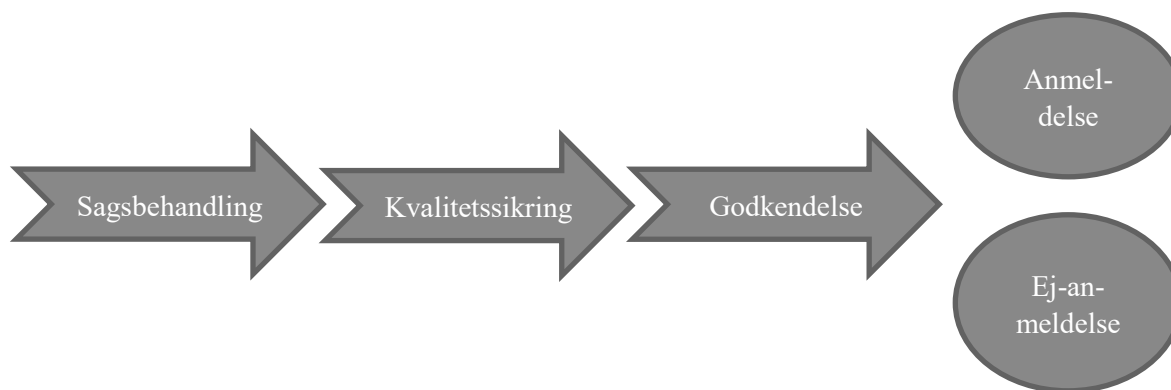 Sagsbehandling
Kvalitetssikring
Godkendelse
Anmel-
delse
Ej-an-
meldelse